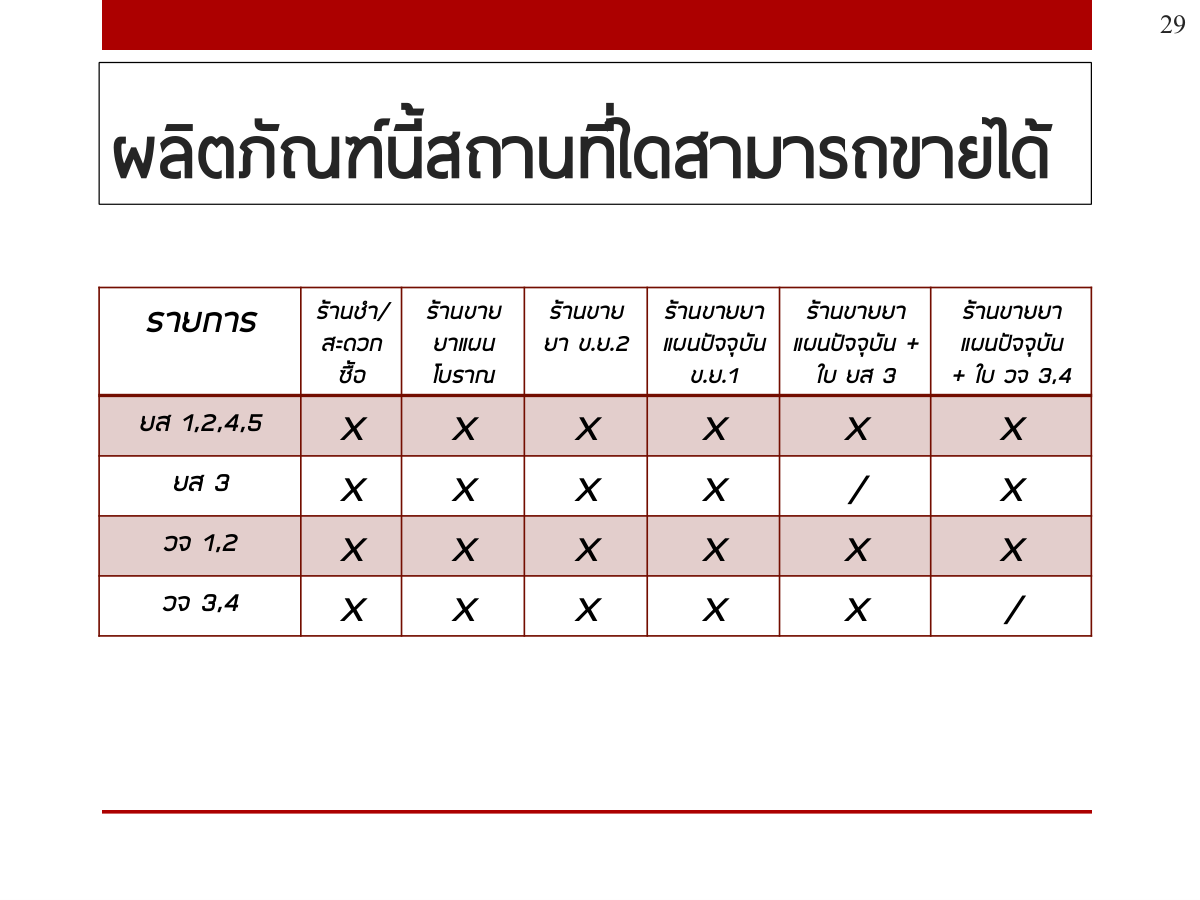 29
ผลิตภัณฑ์นี้สถานที่ใดสามารถขายได้
รายการ
ร้านชำ/
สะดวก
ซื้อ
ร้านขาย
ยาแผน
โบราณ
ร้านขาย
ยา ข.ย.2
ร้านขายยา
แผนปัจจุบัน
ข.ย.1
ร้านขายยา
แผนปัจจุบัน +
ใบ ยส 3
ร้านขายยา
แผนปัจจุบัน
+ ใบ วจ 3,4
ยส 1,2,4,5 X X X X X X
ยส 3 X X X X / X
วจ 1,2 X X X X X X
วจ 3,4 X X X X X /